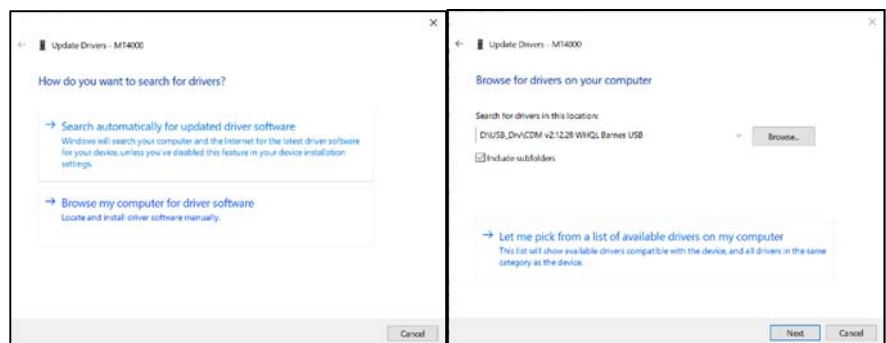 Update Drivers - MT4000
How do you want to search for drivers?
Search automatically for updated driver software
Windows will search your computer and the Internet for the latest driver software
for your device, unless you've disabled this feature in your device installation
settings.
Browse my computer for driver software
Locate and install driver software manually.
Cancel
Update Drivers - MT4000
Browse for drivers on your computer
Search for drivers in this location:
D:\USB_Drv\CDM v2.12.28 WHQL Barnes USB
Browse...
Include subfolders
Let me pick from a list of available drivers on my computer
This list will show available drivers compatible with the device, and all drivers in the same
category as the device.
Next
Cancel